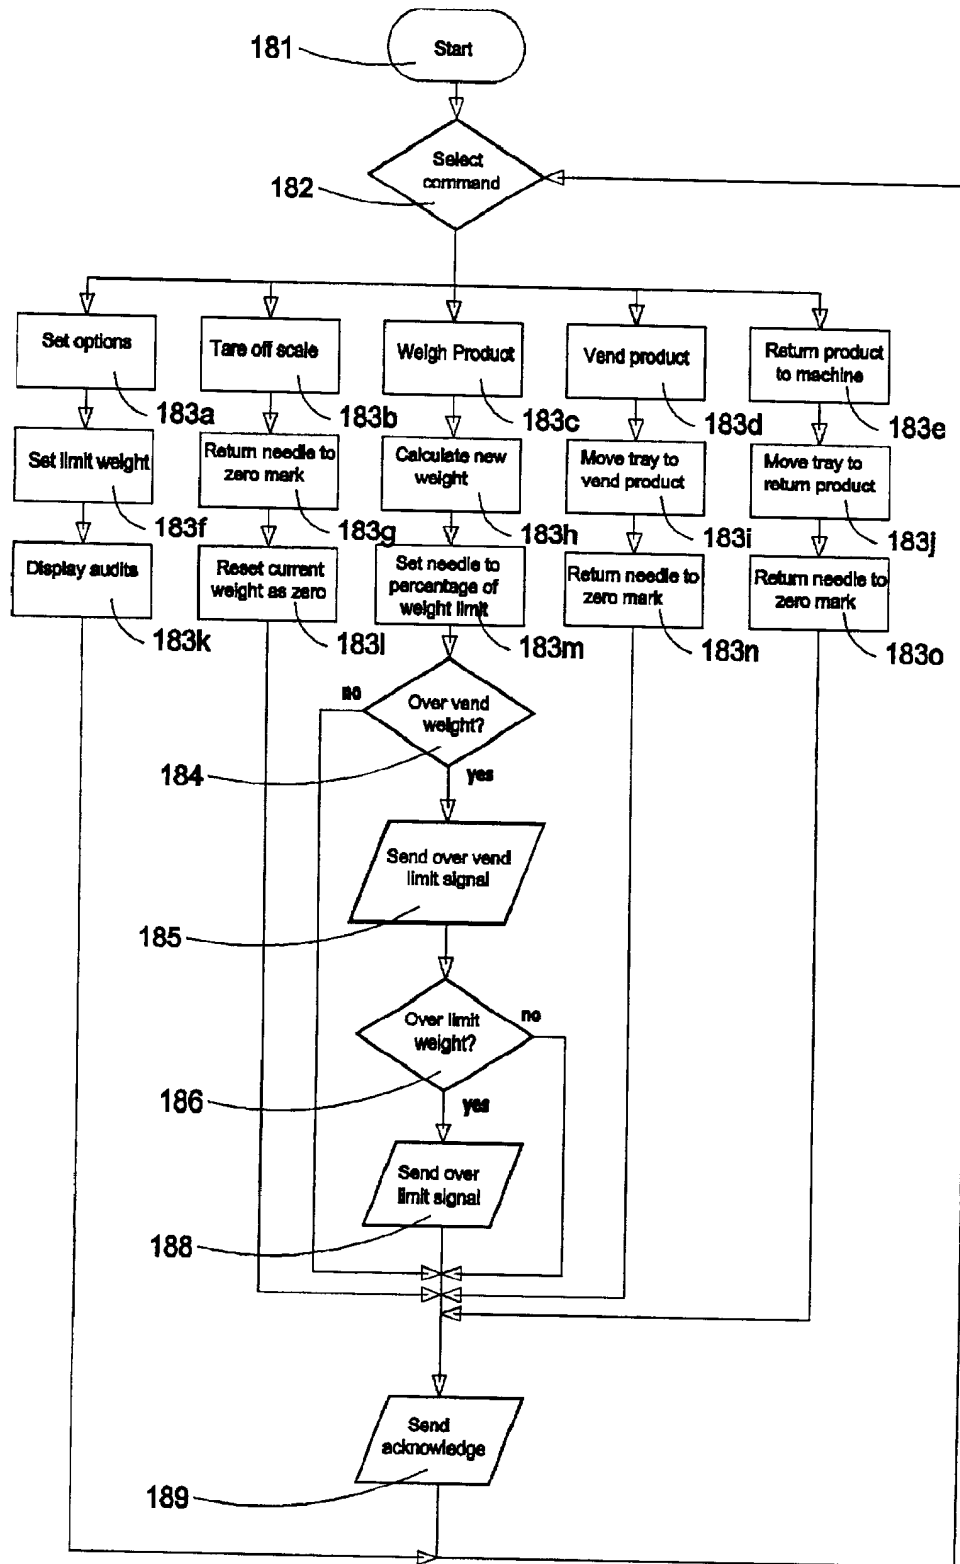 181
Start
182
Select
command
Set options
Tare off scale
Weigh Product
Vend product
Return product
to machine
183a
183b
183c
183d
183e
Set limit weight
Return needle to
zero mark
Calculate new
weight
Move tray to
vend product
Move tray to
return product
183f
183g
183h
183i
183j
Display audits
Reset current
weight as zero
Set needle to
percentage of
weight limit
Return needle to
zero mark
Return needle to
zero mark
183k
183l
183m
183n
183o
no
Over vend
weight?
184
yes
Send over vend
limit signal
185
Over limit
weight?
no
186
yes
Send over
limit signal
188
Send
acknowledge
189